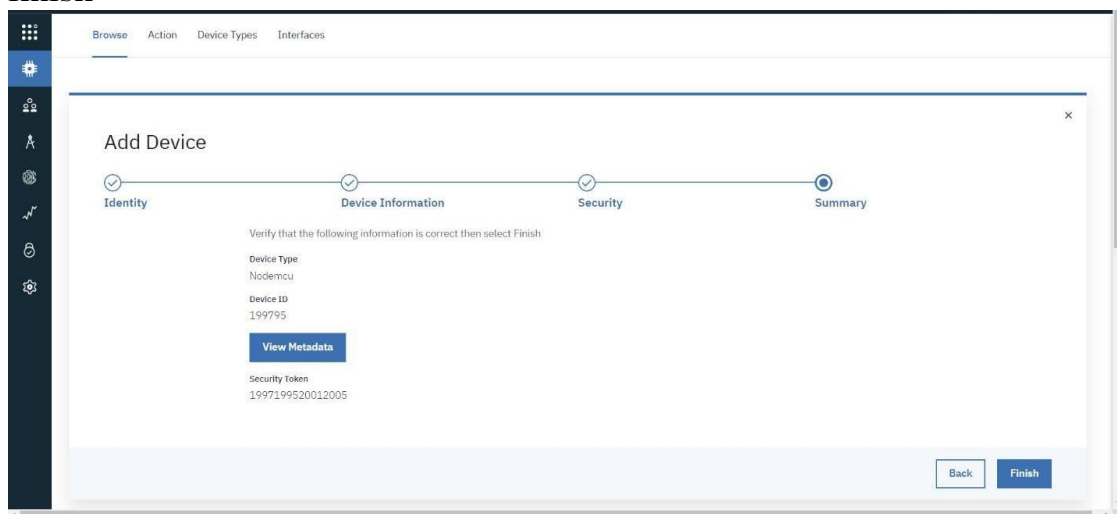 Browse Action Device Types Interfaces
×
Add Device
Identity Device Information Security Summary
Verify that the following information is correct then select Finish
Device Type
Nodemcu
Device ID
199795
View Metadata
Security Token
1997199520012005
Back Finish